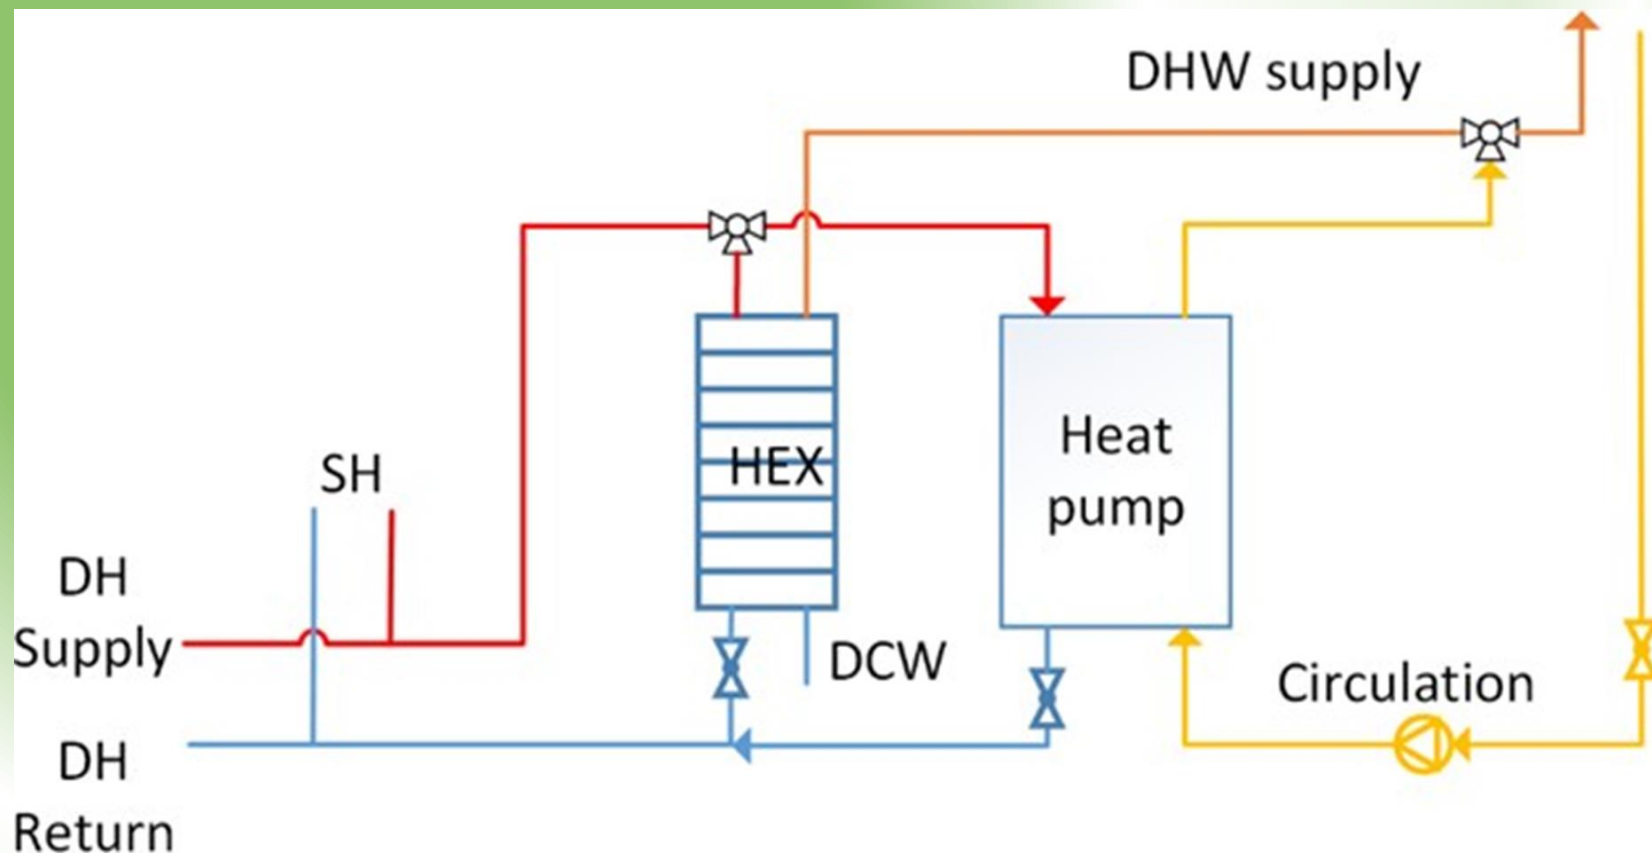 DHW supply
HEX
Heat
pump
SH
DH
Supply
DCW
Circulation
DH
Return